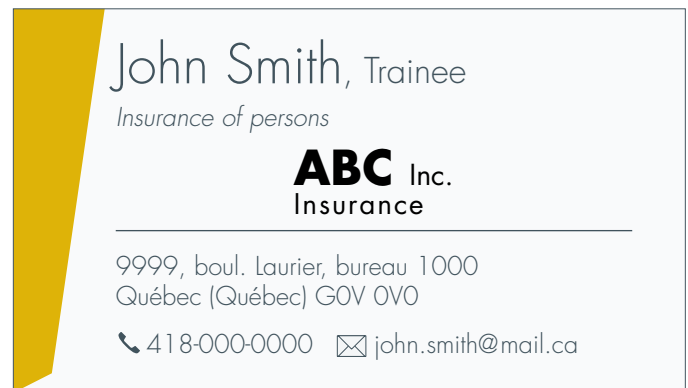 John Smith, Trainee
Insurance of persons
ABC Inc.
Insurance
9999, boul. Laurier, bureau 1000
Québec (Québec) G0V 0V0
418-000-0000 john.smith@mail.ca